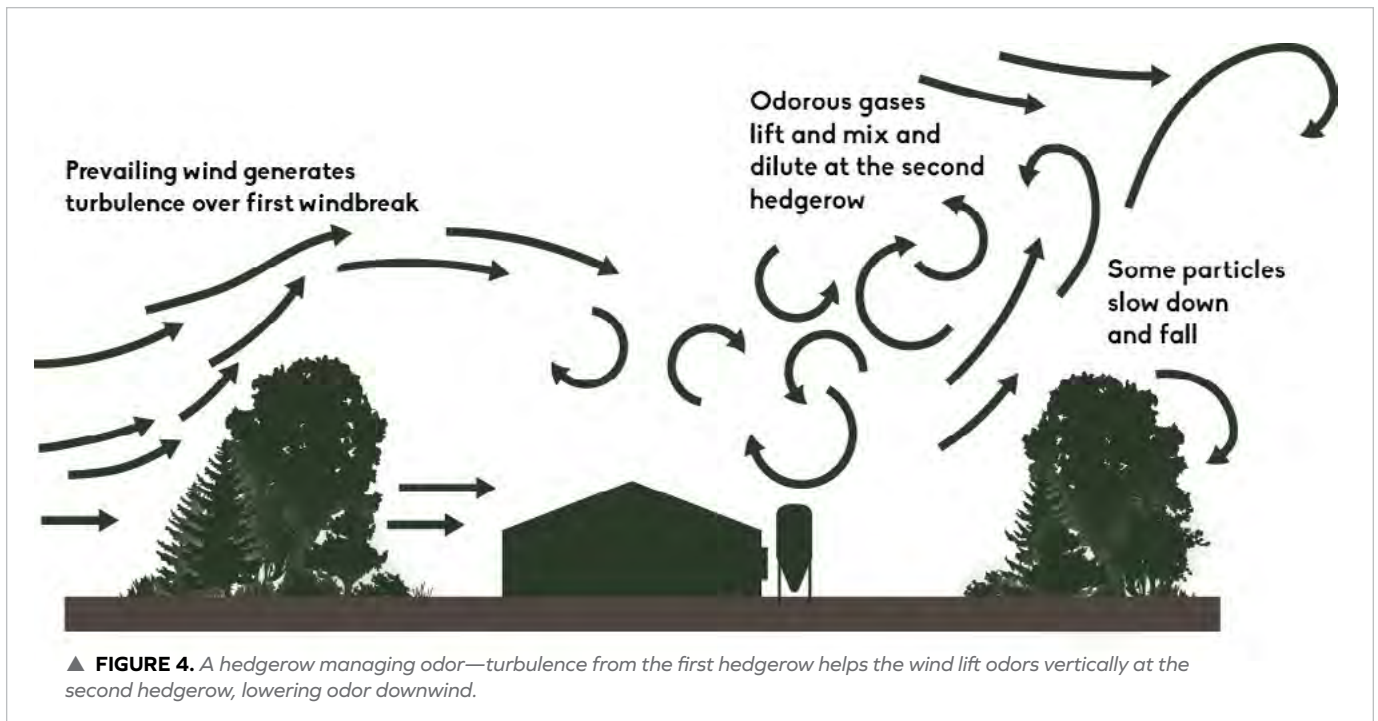 Prevailing wind generates
turbulence over first windbreak
Odorous gases
lift and mix and
dilute at the second
hedgerow
Some particles
slow down
and fall
▲ FIGURE 4. A hedgerow managing odor—turbulence from the first hedgerow helps the wind lift odors vertically at the
second hedgerow, lowering odor downwind.